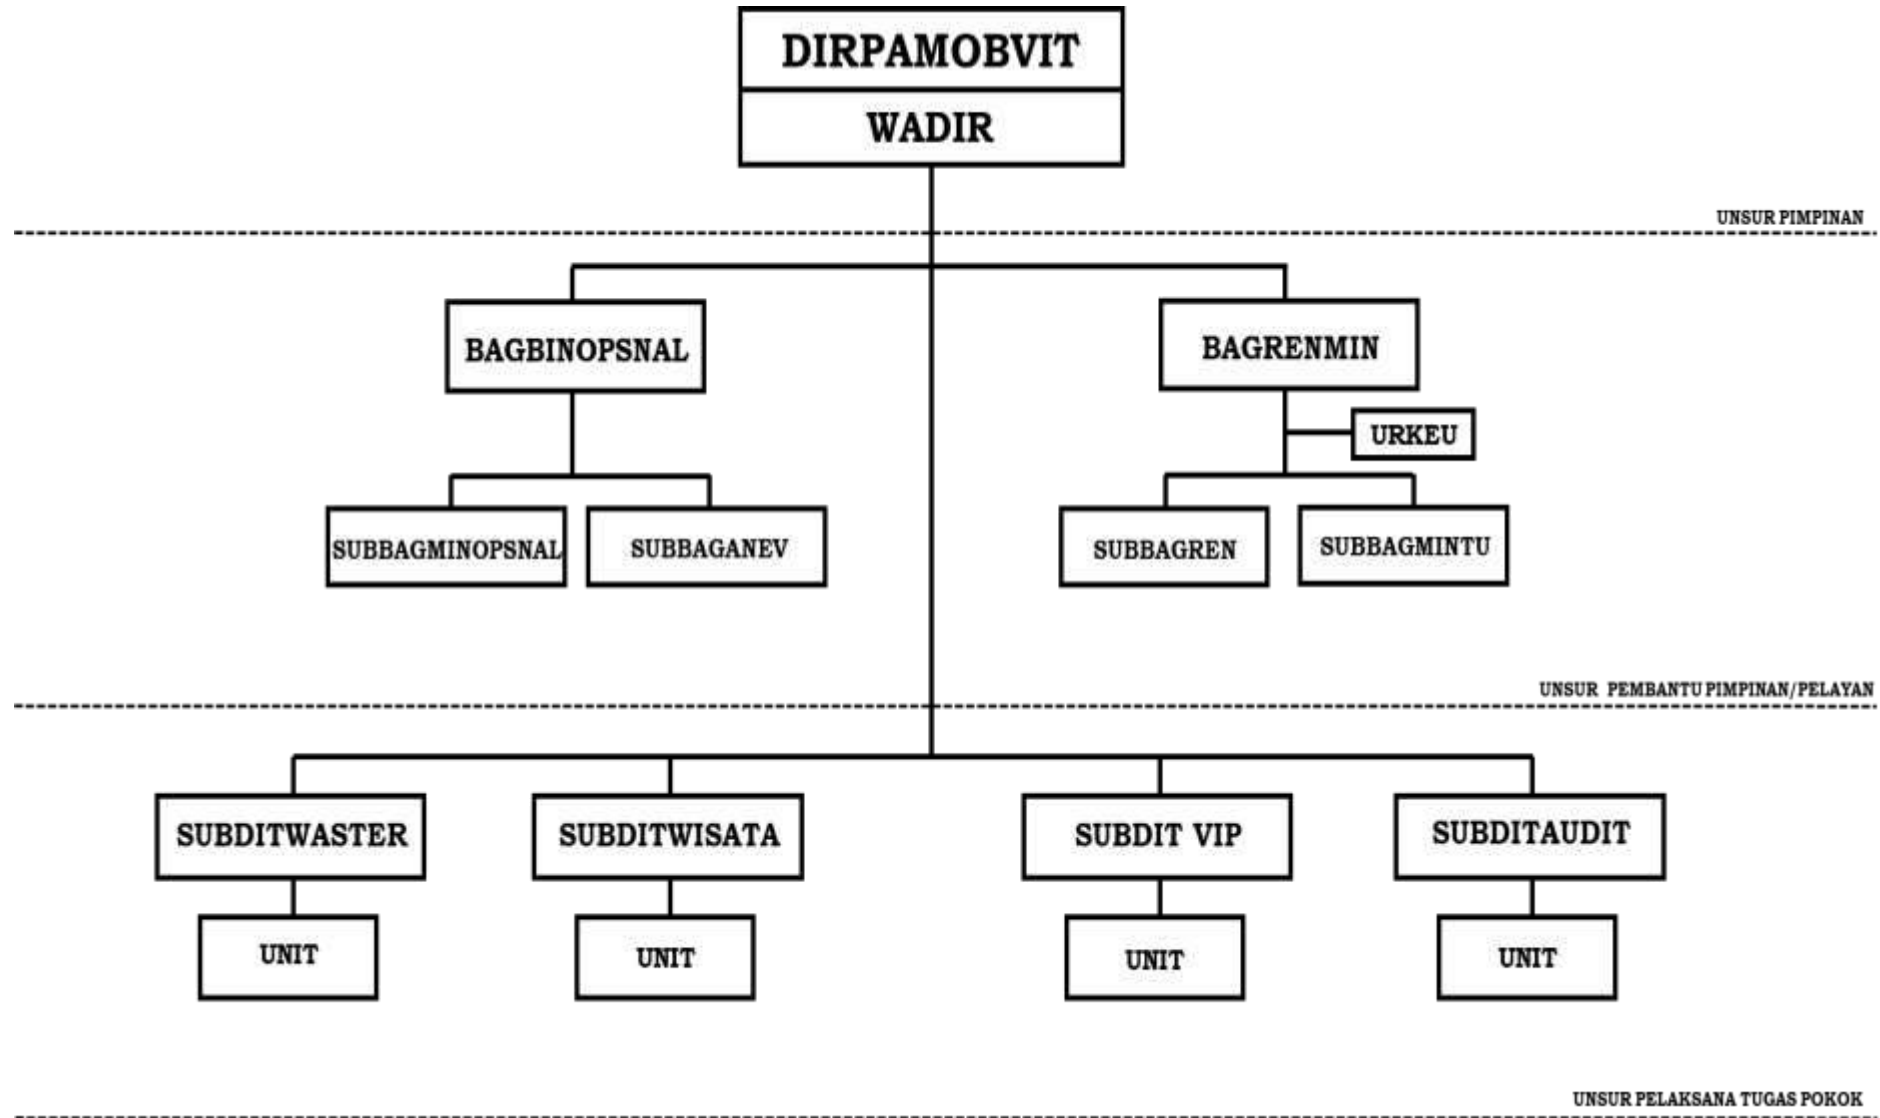 DIRPAMOBVIT
WADIR
UNSUR PIMPINAN
BAGBINOPSNAL
BAGRENMIN
URKEU
SUBBAGMINOPSNAL
SUBBAGANEV
SUBBAGREN
SUBBAGMINTU
UNSUR PEMBANTU PIMPINAN/PELAYAN
SUBDITWASTER
SUBDITWISATA
SUBDIT VIP
SUBDITAUDIT
UNIT
UNIT
UNIT
UNIT
UNSUR PELAKSANA TUGAS POKOK